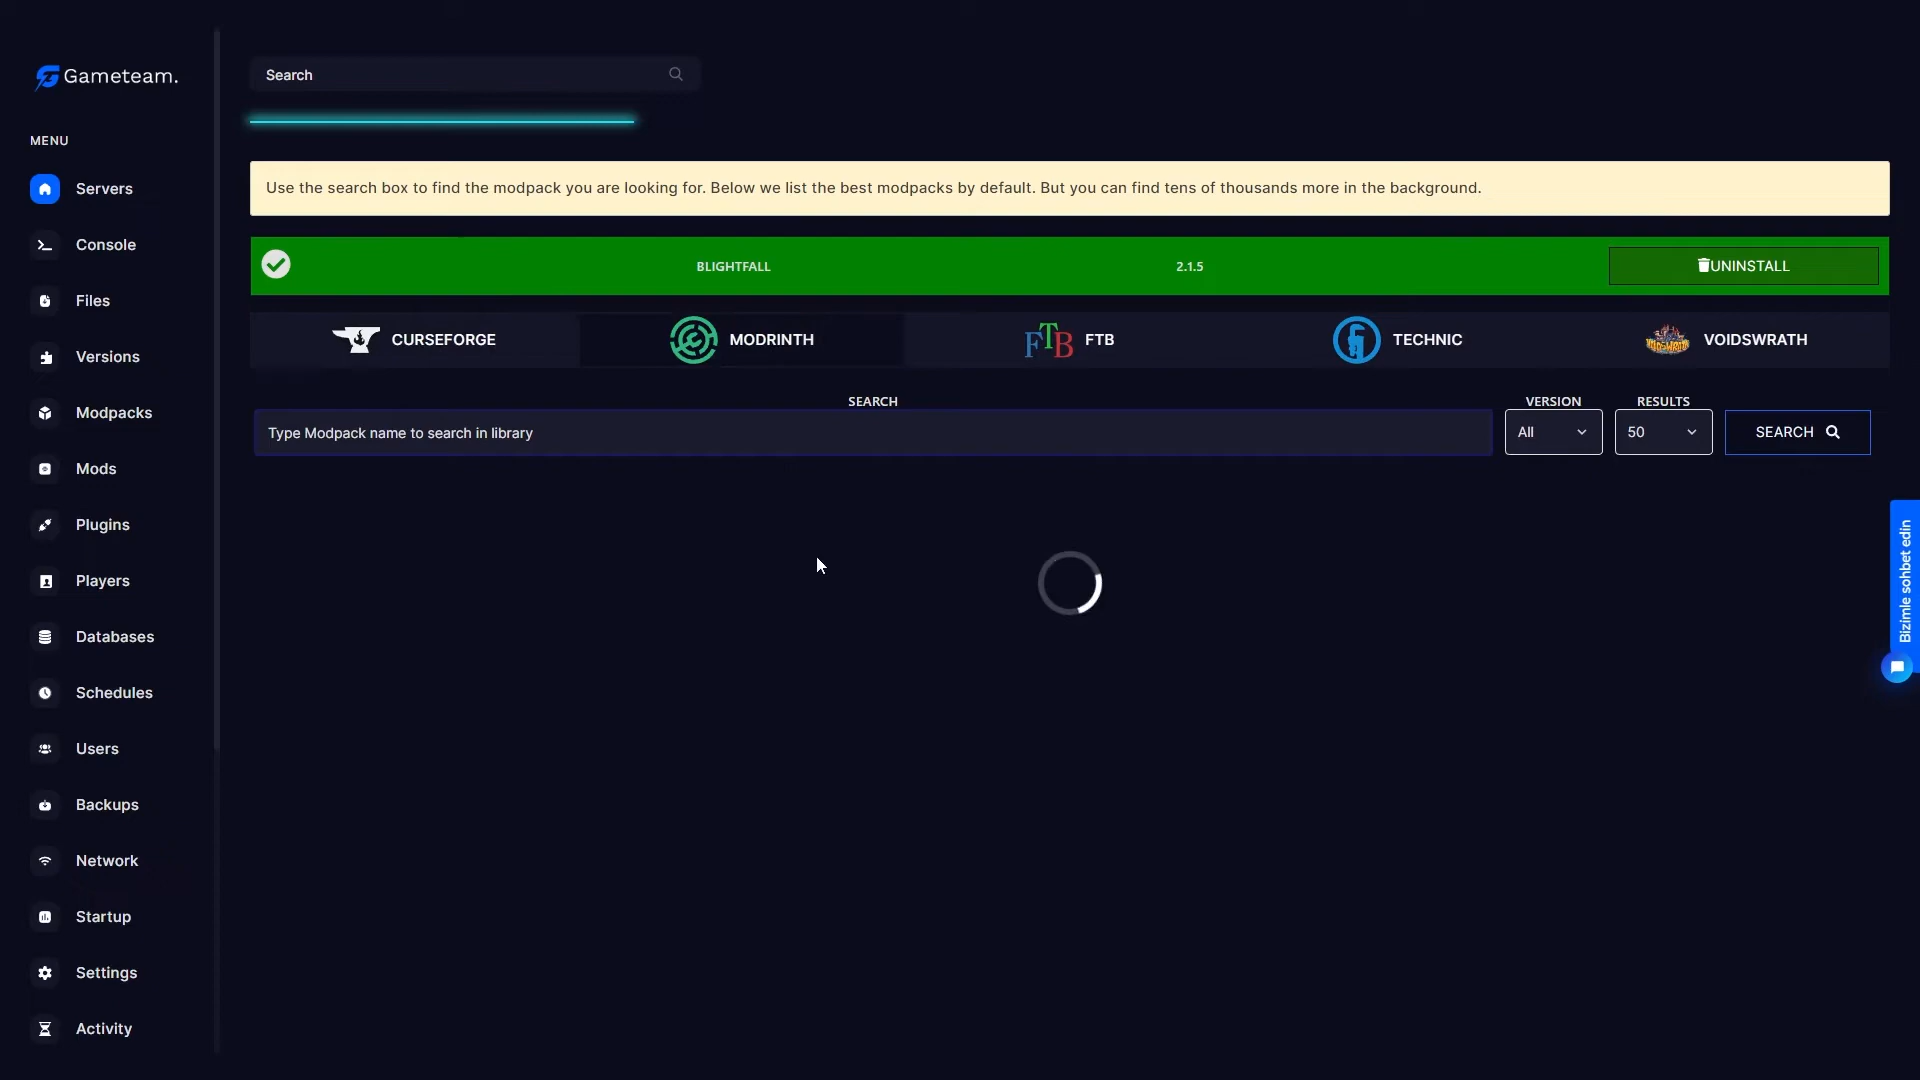 Gameteam.
Search
MENU
Servers
Console
Files
Versions
Modpacks
Mods
Plugins
Players
Databases
Schedules
Users
Backups
Network
Startup
Settings
Activity
Use the search box to find the modpack you are looking for. Below we list the best modpacks by default. But you can find tens of thousands more in the background.
BLIGHTFALL 2.1.5 UNINSTALL
CURSEFORGE MODRINTH FTB FTB TECHNIC VOIDSWRATH
SEARCH VERSION RESULTS
Type Modpack name to search in library All 50 SEARCH
Bizimle sohbet edin